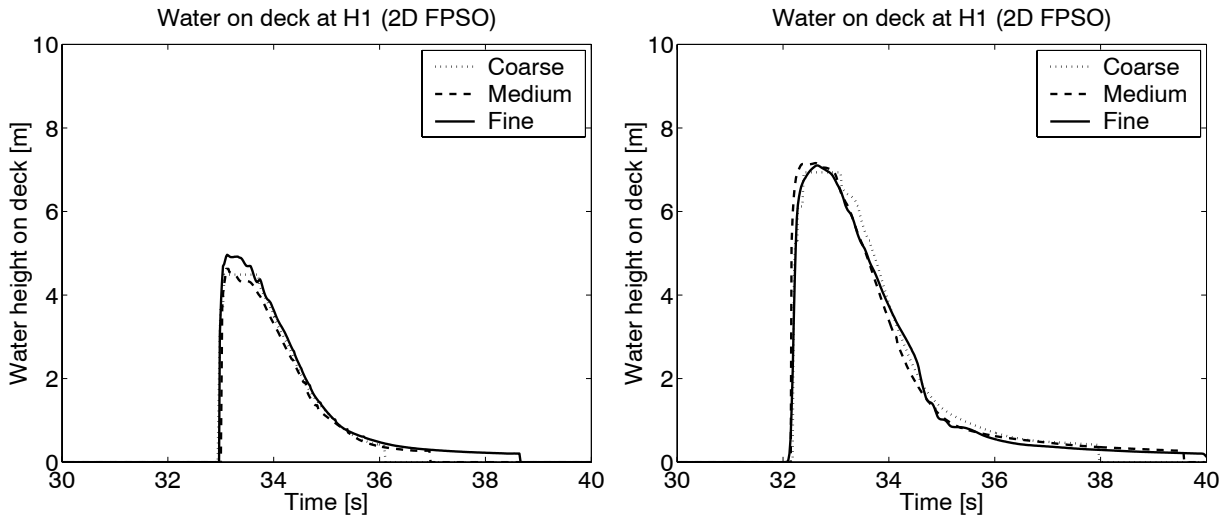 Water on deck at H1 (2D FPSO)
10
8
6
4
2
0
30
32
34
36
38
40
Water height on deck [m]
Time [s]
Coarse
Medium
Fine
Water on deck at H1 (2D FPSO)
10
8
6
4
2
0
30
32
34
36
38
40
Water height on deck [m]
Time [s]
Coarse
Medium
Fine